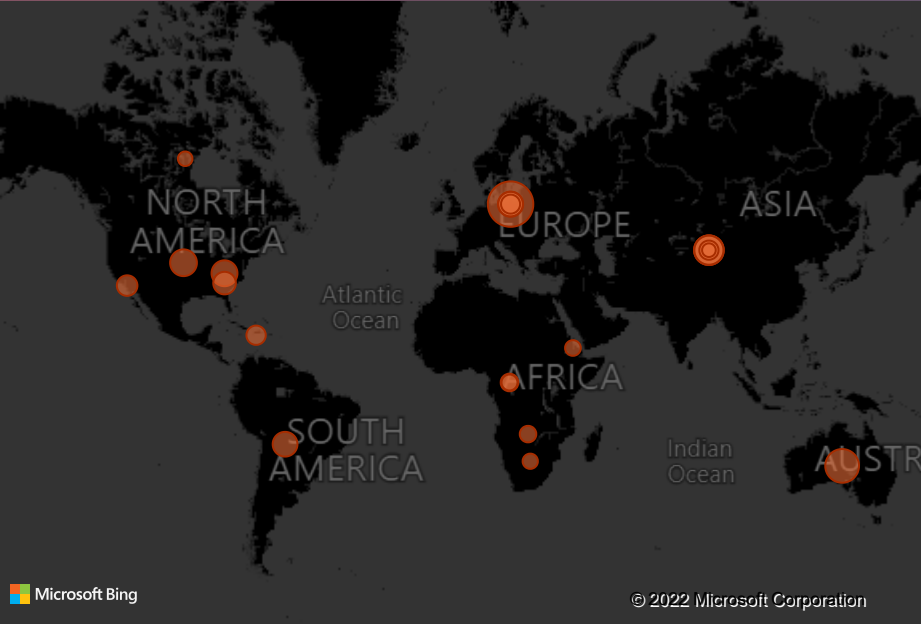 NORTH
AMERICA
EUROPE
ASIA
Atlantic
Ocean
AFRICA
SOUTH
AMERICA
Indian
Ocean
AUSTR
Microsoft Bing
© 2022 Microsoft Corporation